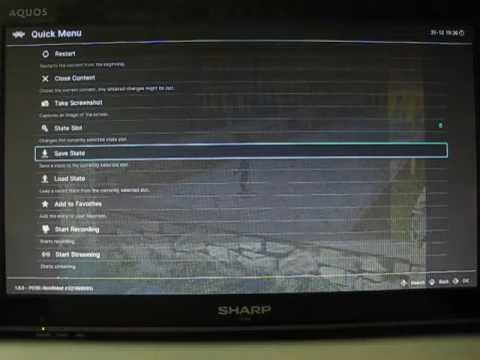 AQUOS
Quick Menu
31-12 19:36
Restart
Restarts the content from the beginning.
Close Content
Closes the current content. Any unsaved changes might be lost.
Take Screenshot
Captures an image of the screen.
State Slot
Changes the currently selected state slot.
Save State
Save a state to the currently selected slot.
Load State
Load a saved state from the currently selected slot.
Add to Favorites
Add the entry to your favorites.
Start Recording
Starts recording.
Start Streaming
Starts streaming.
Search Back OK
SHARP